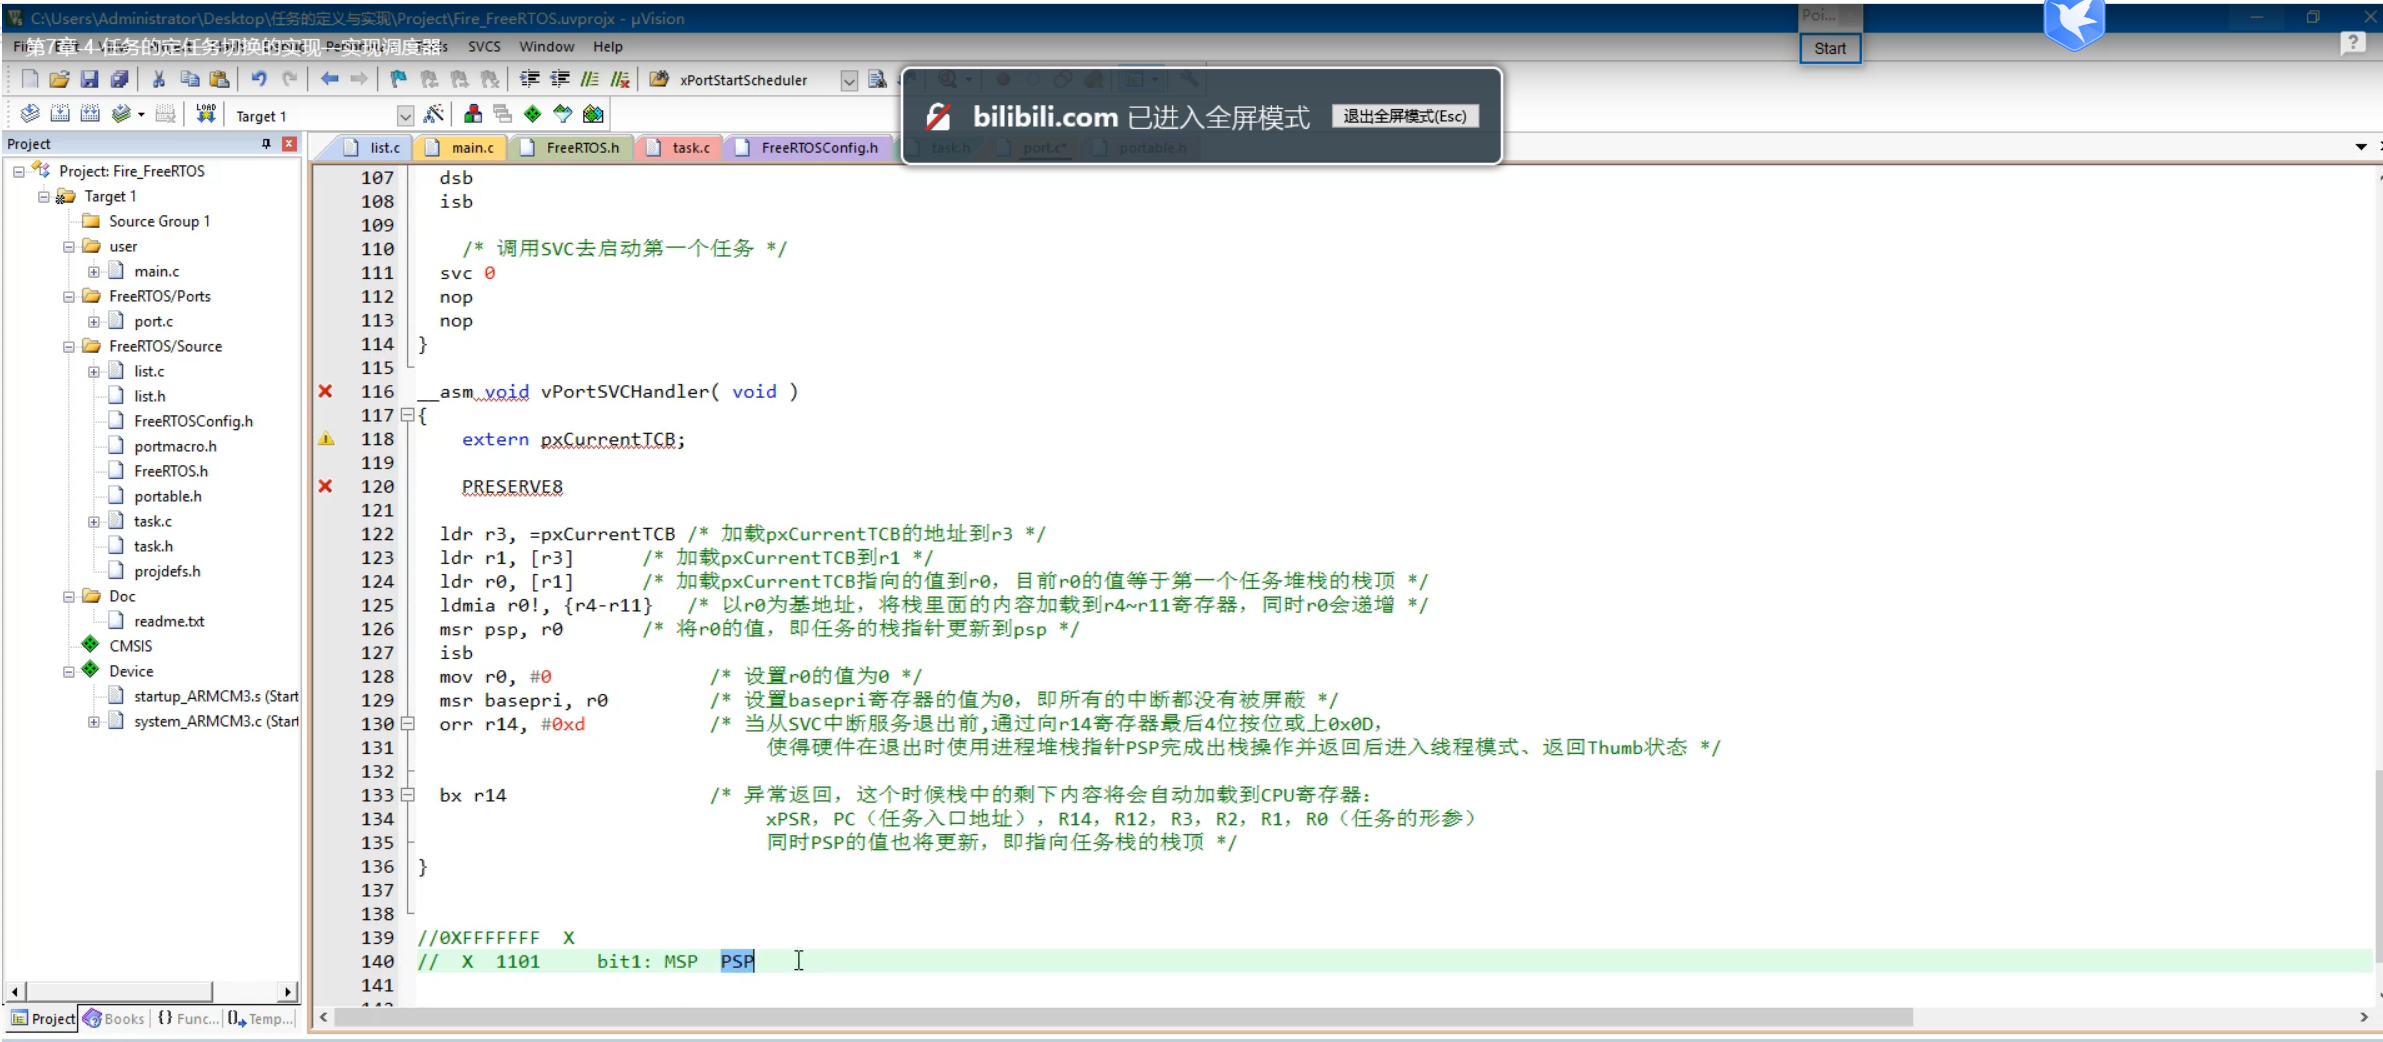 C:\Users\Administrator\Desktop\任务的定义与实现\Project\Fire_FreeRTOS.uvprojx - µVision
Poi...
Start
第7章-4-任务的定任务切换的实现—实现调度器
SVCS Window Help
xPortStartScheduler
Target 1
bilibili.com 已进入全屏模式 退出全屏模式(Esc)
Project
list.c main.c FreeRTOS.h task.c FreeRTOSConfig.h task.h port.c* portable.h
Project: Fire_FreeRTOS
Target 1
Source Group 1
user
main.c
FreeRTOS/Ports
port.c
FreeRTOS/Source
list.c
list.h
FreeRTOSConfig.h
portmacro.h
FreeRTOS.h
portable.h
task.c
task.h
projdefs.h
Doc
readme.txt
CMSIS
Device
startup_ARMCM3.s (Start
system_ARMCM3.c (Start
Project Books {} Func... Temp...
107 dsb
108 isb
109
110 /* 调用SVC去启动第一个任务 */
111 svc 0
112 nop
113 nop
114 }
115
116 __asm void vPortSVCHandler( void )
117 {
118 extern pxCurrentTCB;
119
120 PRESERVE8
121
122 ldr r3, =pxCurrentTCB /* 加载pxCurrentTCB的地址到r3 */
123 ldr r1, [r3] /* 加载pxCurrentTCB到r1 */
124 ldr r0, [r1] /* 加载pxCurrentTCB指向的值到r0，目前r0的值等于第一个任务堆栈的栈顶 */
125 ldmia r0!, {r4-r11} /* 以r0为基地址，将栈里面的内容加载到r4~r11寄存器，同时r0会递增 */
126 msr psp, r0 /* 将r0的值，即任务的栈指针更新到psp */
127 isb
128 mov r0, #0 /* 设置r0的值为0 */
129 msr basepri, r0 /* 设置basepri寄存器的值为0，即所有的中断都没有被屏蔽 */
130 orr r14, #0xd /* 当从SVC中断服务退出前,通过向r14寄存器最后4位按位或上0x0D，
131 使得硬件在退出时使用进程堆栈指针PSP完成出栈操作并返回后进入线程模式、返回Thumb状态 */
132
133 bx r14 /* 异常返回，这个时候栈中的剩下内容将会自动加载到CPU寄存器：
134 xPSR，PC（任务入口地址），R14，R12，R3，R2，R1，R0（任务的形参）
135 同时PSP的值也将更新，即指向任务栈的栈顶 */
136 }
137
138
139 //0XFFFFFFF X
140 // X 1101 bit1: MSP PSP
141